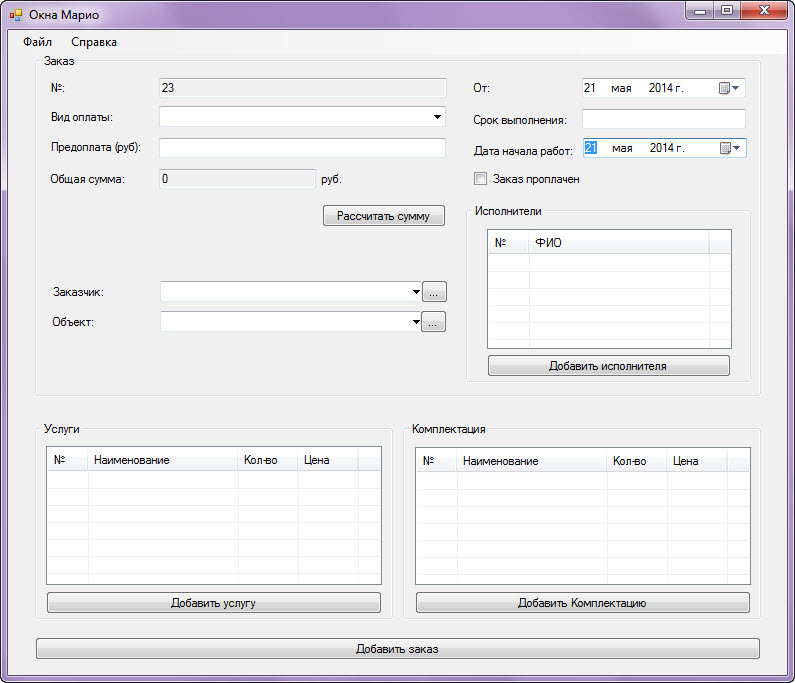 Окна Марио
Файл Справка
Заказ
№: 23 От: 21 мая 2014 г.
Вид оплаты: Срок выполнения:
Предоплата (руб): Дата начала работ: 21 мая 2014 г.
Общая сумма: 0 руб. Заказ проплачен
Рассчитать сумму Исполнители
№ ФИО
Заказчик: ...
Объект: ...
Добавить исполнителя
Услуги Комплектация
№ Наименование Кол-во Цена № Наименование Кол-во Цена
Добавить услугу Добавить Комплектацию
Добавить заказ